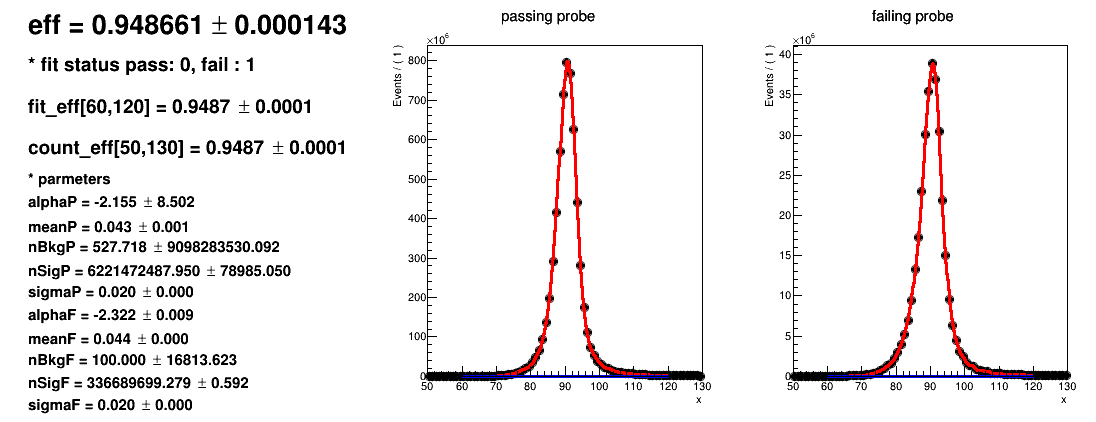 eff = 0.948661 ± 0.000143
* fit status pass: 0, fail : 1
fit_eff[60,120] = 0.9487 ± 0.0001
count_eff[50,130] = 0.9487 ± 0.0001
* parmeters
alphaP = -2.155 ± 8.502
meanP = 0.043 ± 0.001
nBkgP = 527.718 ± 9098283530.092
nSigP = 6221472487.950 ± 78985.050
sigmaP = 0.020 ± 0.000
alphaF = -2.322 ± 0.009
meanF = 0.044 ± 0.000
nBkgF = 100.000 ± 16813.623
nSigF = 336689699.279 ± 0.592
sigmaF = 0.020 ± 0.000
passing probe
×10⁶
Events / ( 1 )
800
700
600
500
400
300
200
100
0
50 60 70 80 90 100 110 120 130
x
failing probe
×10⁶
Events / ( 1 )
40
35
30
25
20
15
10
5
0
50 60 70 80 90 100 110 120 130
x